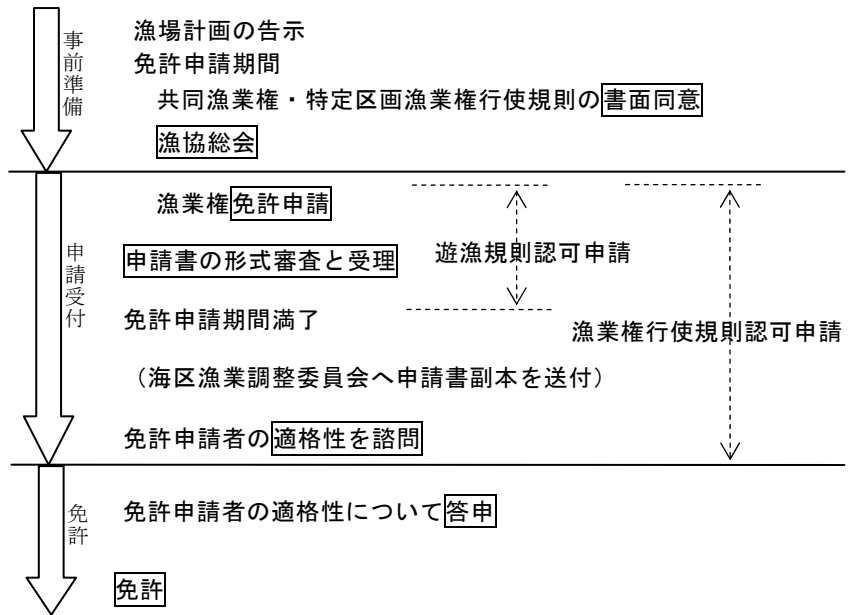 事前準備
漁場計画の告示
免許申請期間
共同漁業権・特定区画漁業権行使規則の書面同意
漁協総会
申請受付
漁業権免許申請
申請書の形式審査と受理
遊漁規則認可申請
免許申請期間満了
漁業権行使規則認可申請
（海区漁業調整委員会へ申請書副本を送付）
免許申請者の適格性を諮問
免許
免許申請者の適格性について答申
免許